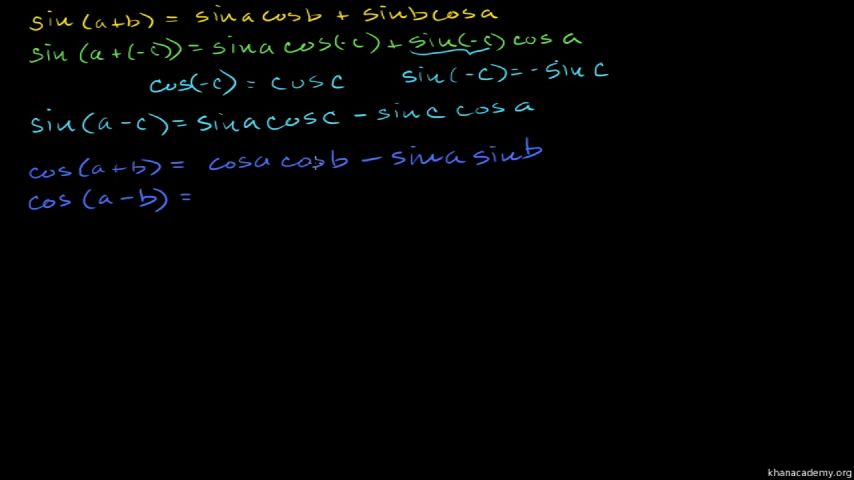 sin (a+b) = sina cosb + sinb cosa
sin (a + (-c)) = sina cos(-c) + sin(-c) cos a
cos(-c) = cos c sin(-c) = -sin c
sin (a - c) = sina cosc - sinc cos a
cos (a+b) = cosa cosb - sina sinb
cos (a - b) =
khanacademy.org